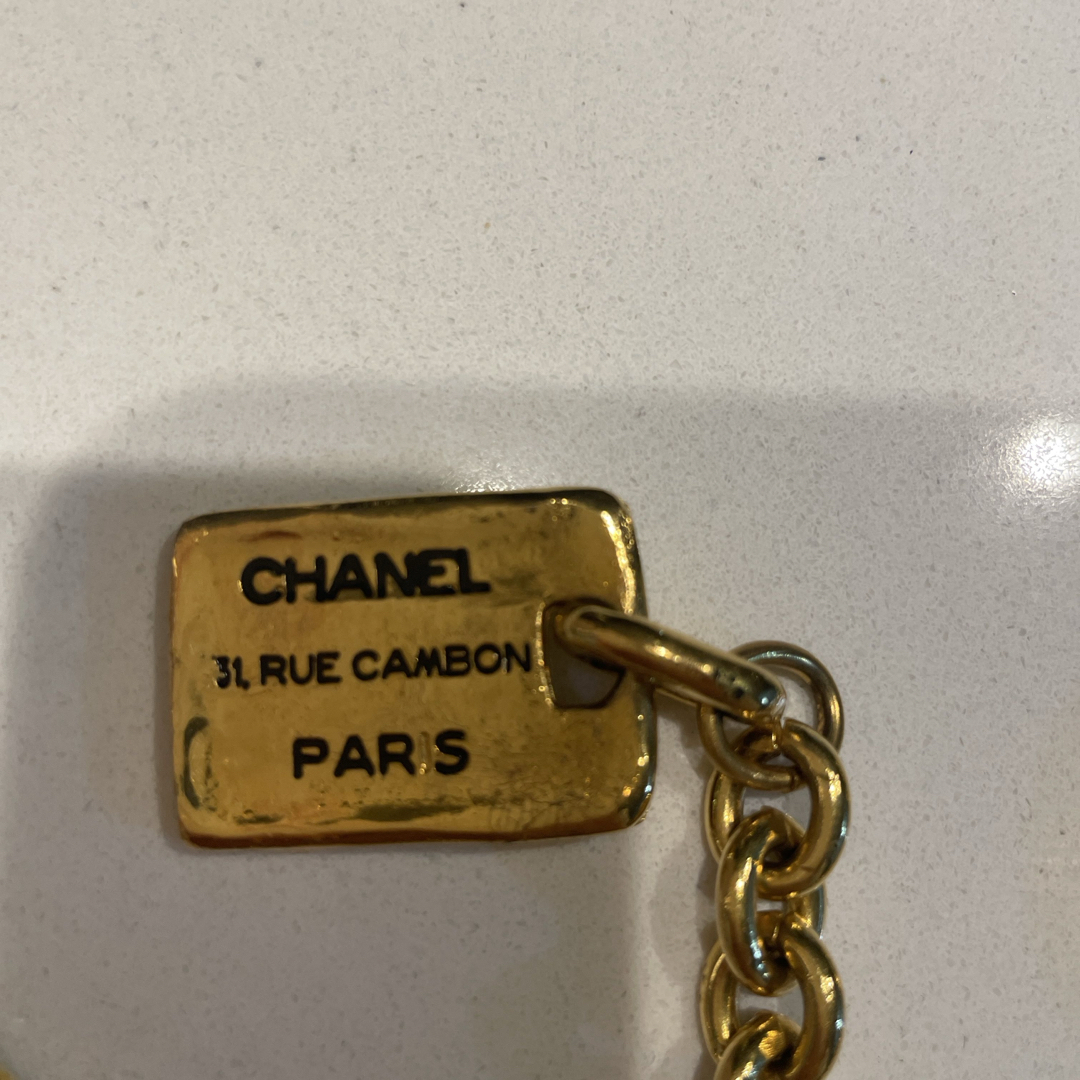 CHANEL
31, RUE CAMBON
PARIS